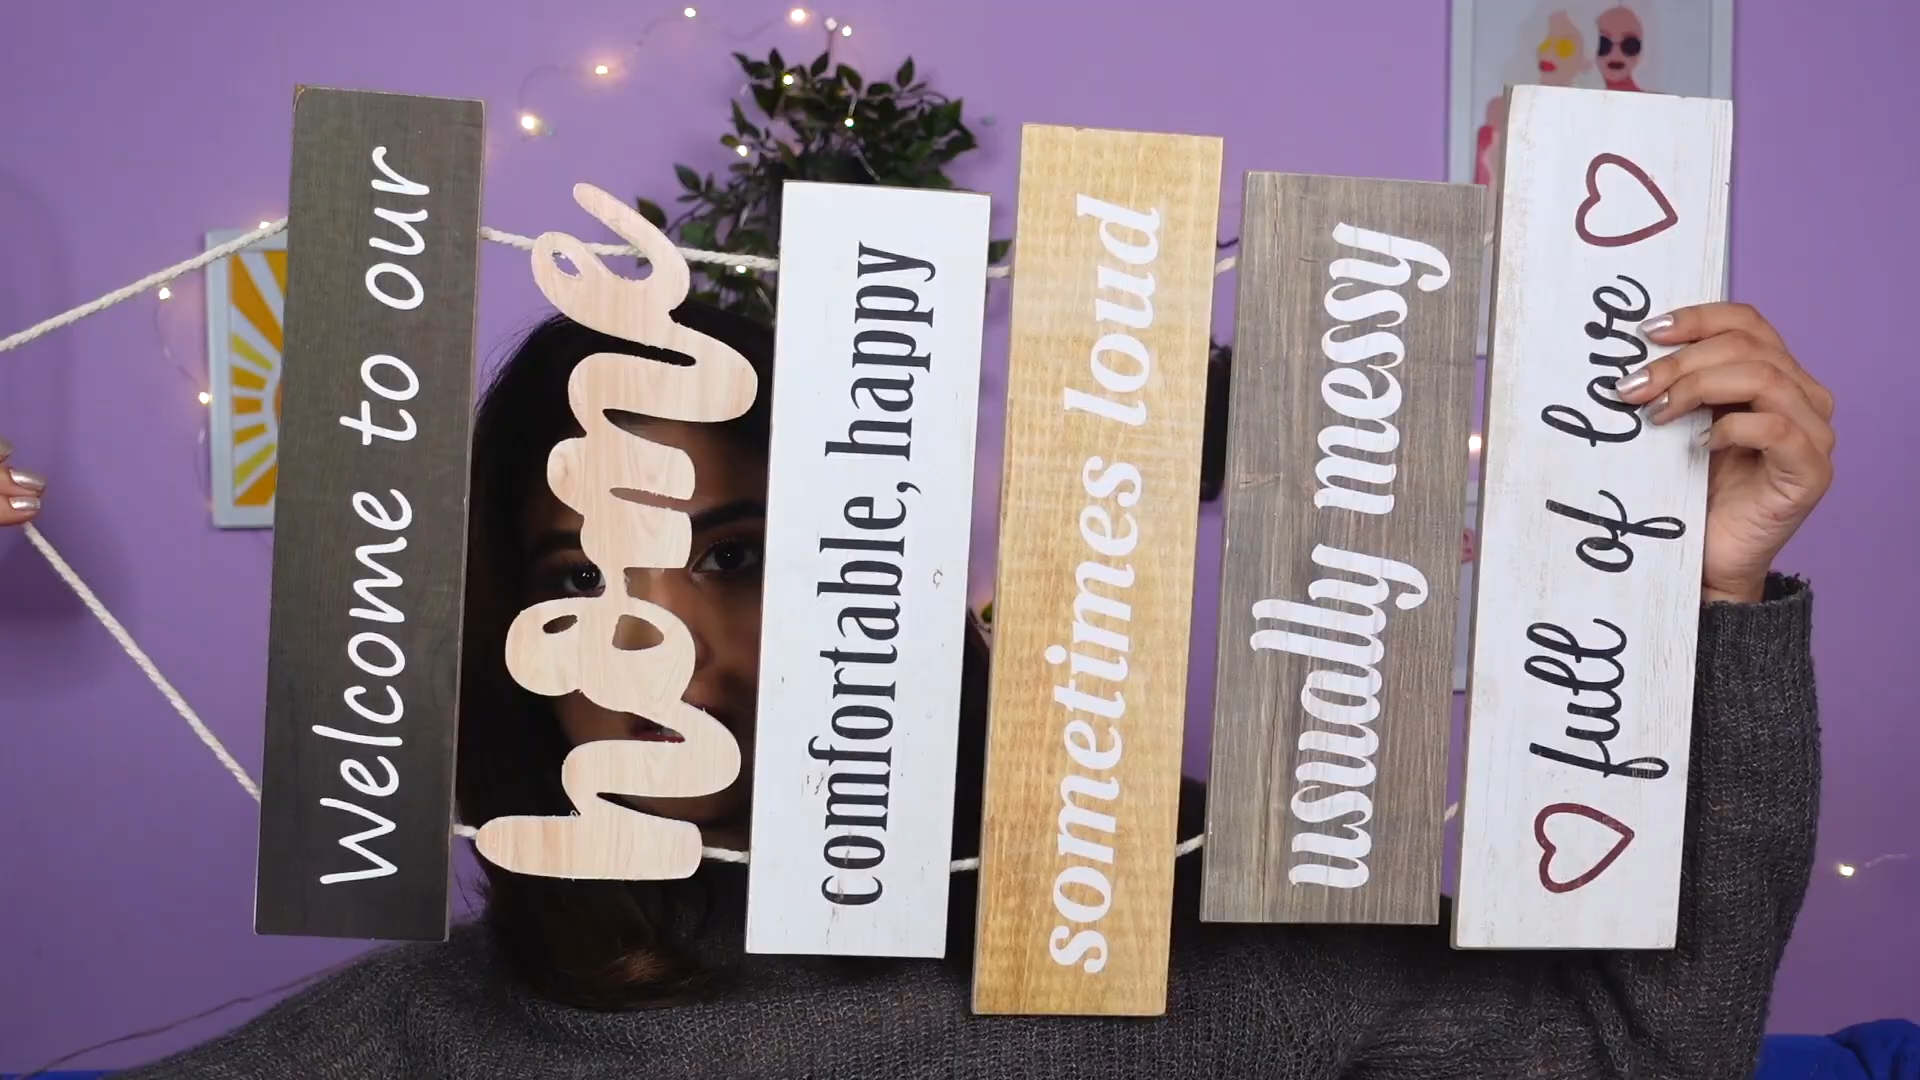 Welcome to our
home
comfortable, happy
sometimes loud
usually messy
full of love